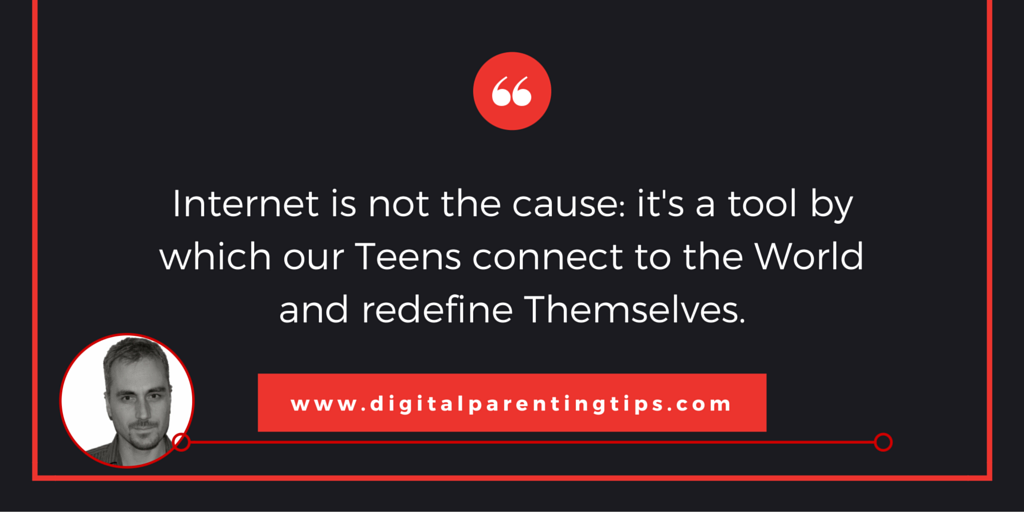 Internet is not the cause: it's a tool by
which our Teens connect to the World
and redefine Themselves.
www.digitalparentingtips.com